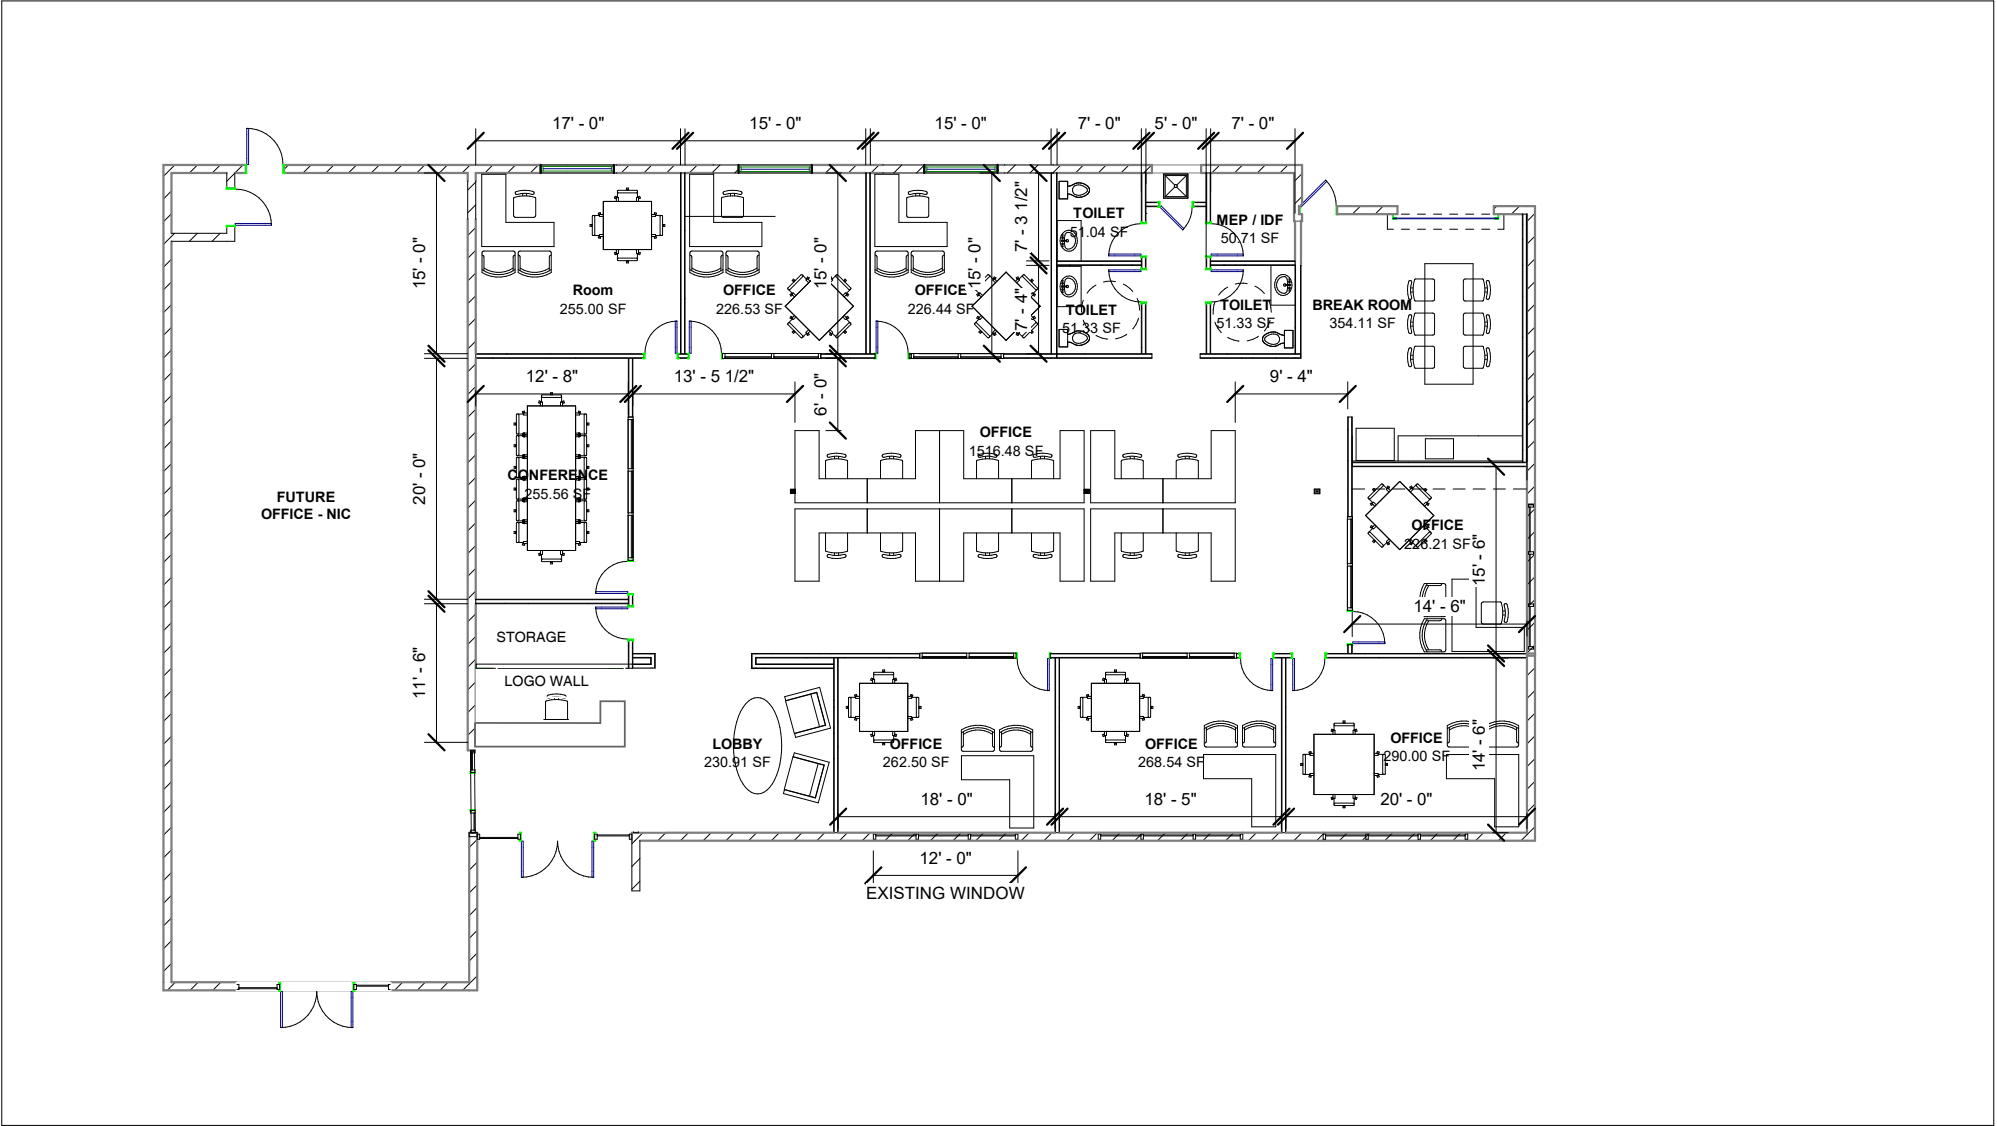 17' - 0"
15' - 0"
15' - 0"
7' - 0"
5' - 0"
7' - 0"
15' - 0"
Room
255.00 SF
15' - 0"
OFFICE
226.53 SF
15' - 0"
OFFICE
226.44 SF
7' - 3 1/2"
7' - 4"
TOILET
51.04 SF
TOILET
51.33 SF
MEP / IDF
50.71 SF
TOILET
51.33 SF
BREAK ROOM
354.11 SF
12' - 8"
13' - 5 1/2"
6' - 0"
9' - 4"
20' - 0"
CONFERENCE
255.56 SF
OFFICE
1516.48 SF
FUTURE
OFFICE - NIC
OFFICE
226.21 SF
15' - 6"
14' - 6"
STORAGE
11' - 6"
LOGO WALL
LOBBY
230.91 SF
OFFICE
262.50 SF
OFFICE
268.54 SF
OFFICE
290.00 SF
14' - 6"
18' - 0"
18' - 5"
20' - 0"
12' - 0"
EXISTING WINDOW